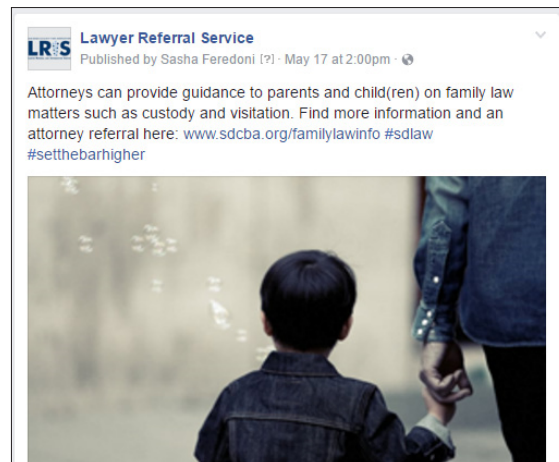 LRIS
Lawyer Referral Service
Published by Sasha Feredoni [?] · May 17 at 2:00pm ·
Attorneys can provide guidance to parents and child(ren) on family law
matters such as custody and visitation. Find more information and an
attorney referral here: www.sdcba.org/familylawinfo #sdlaw
#setthebarhigher